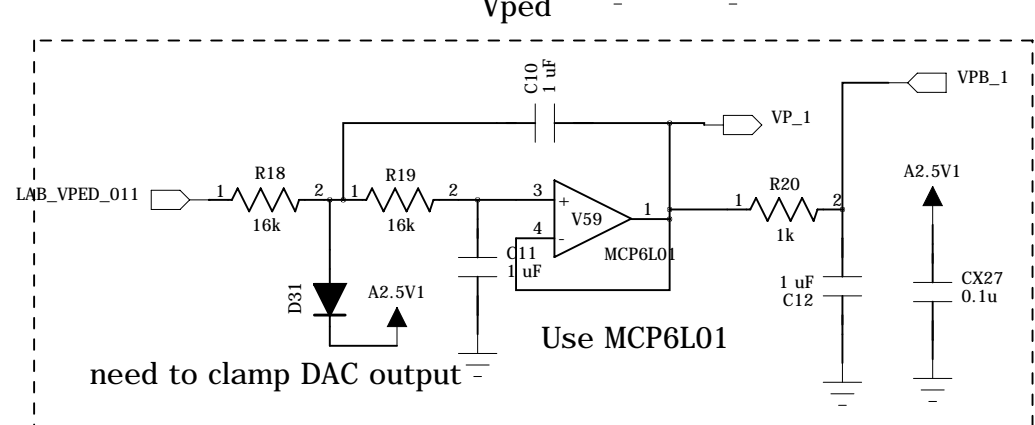 Vped
C10
1 uF
VPB_1
VP_1
R18
R19
R20
A2.5V1
LAB_VPED_011
1
2
1
2
3
+
V59
1
1
2
16k
16k
4
-
MCP6L01
1k
C11
1 uF
D31
A2.5V1
1 uF
C12
CX27
0.1u
Use MCP6L01
need to clamp DAC output